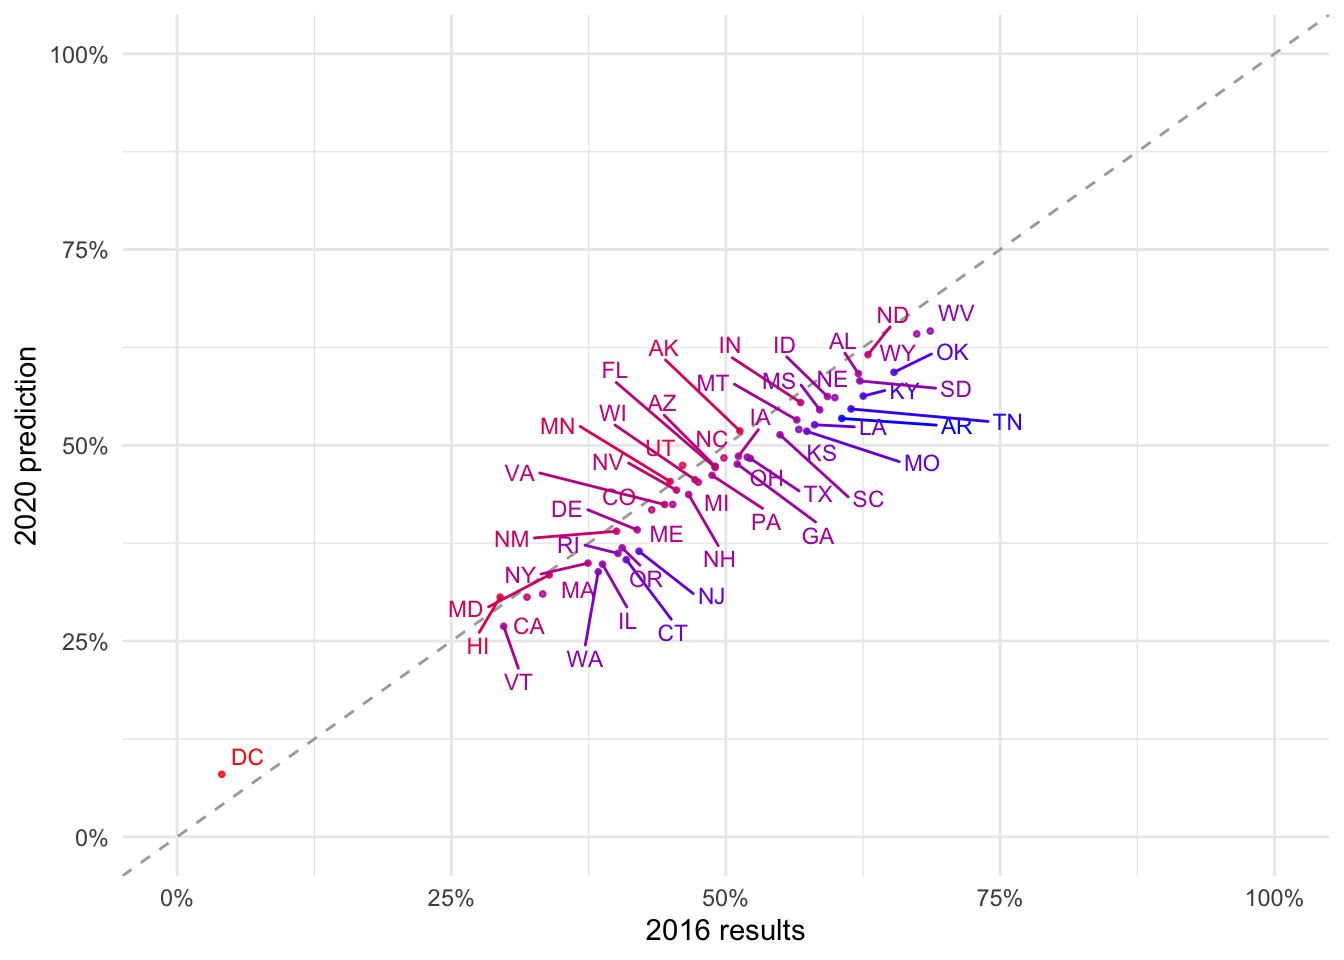 100%
75%
50%
25%
0%
2020 prediction
ND
WV
AK
IN
ID
AL
WY
OK
FL
MT
MS
NE
KY
SD
WI
AZ
IA
MN
UT
NC
LA
AR
TN
VA
NV
KS
MO
CO
OH
TX
SC
DE
MI
PA
NM
RI
ME
GA
NH
NY
MA
OR
NJ
MD
HI
CA
IL
CT
WA
VT
DC
0%
25%
50%
75%
100%
2016 results